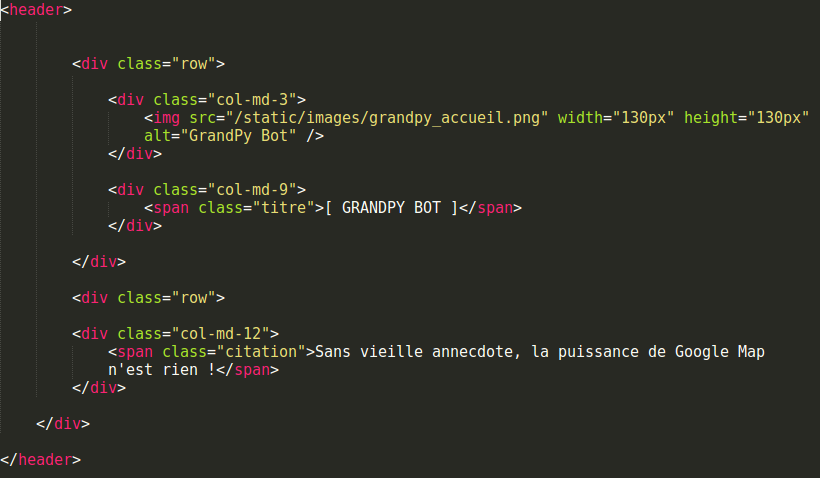 <header>
<div class="row">
<div class="col-md-3">
<img src="/static/images/grandpy_accueil.png" width="130px" height="130px"
alt="GrandPy Bot" />
</div>
<div class="col-md-9">
<span class="titre">[ GRANDPY BOT ]</span>
</div>
</div>
<div class="row">
<div class="col-md-12">
<span class="citation">Sans vieille annecdote, la puissance de Google Map
n'est rien !</span>
</div>
</div>
</header>